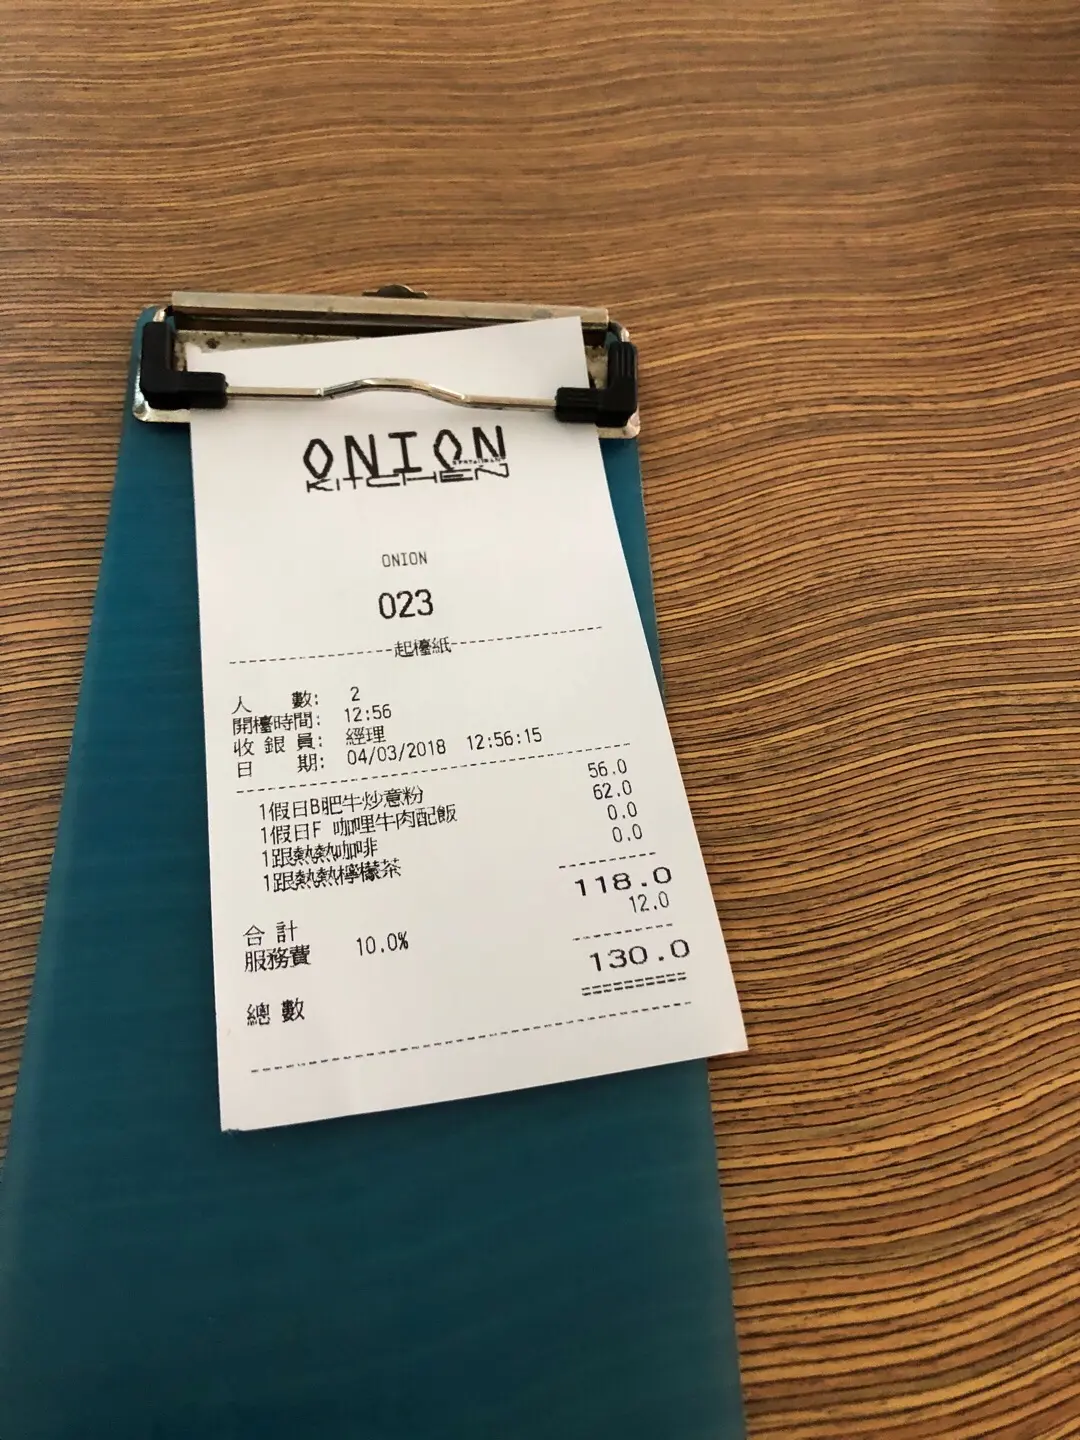 ONION
RESTAURANT
KITCHEN
ONION
023
起檯紙
人 數: 2
開檯時間: 12:56
收銀員: 經理
日 期: 04/03/2018 12:56:15
1假日B肥牛炒意粉 56.0
1假日F 咖哩牛肉配飯 62.0
1跟熱熱咖啡 0.0
1跟熱熱檸檬茶 0.0
合計 118.0
服務費 10.0% 12.0
總數 130.0